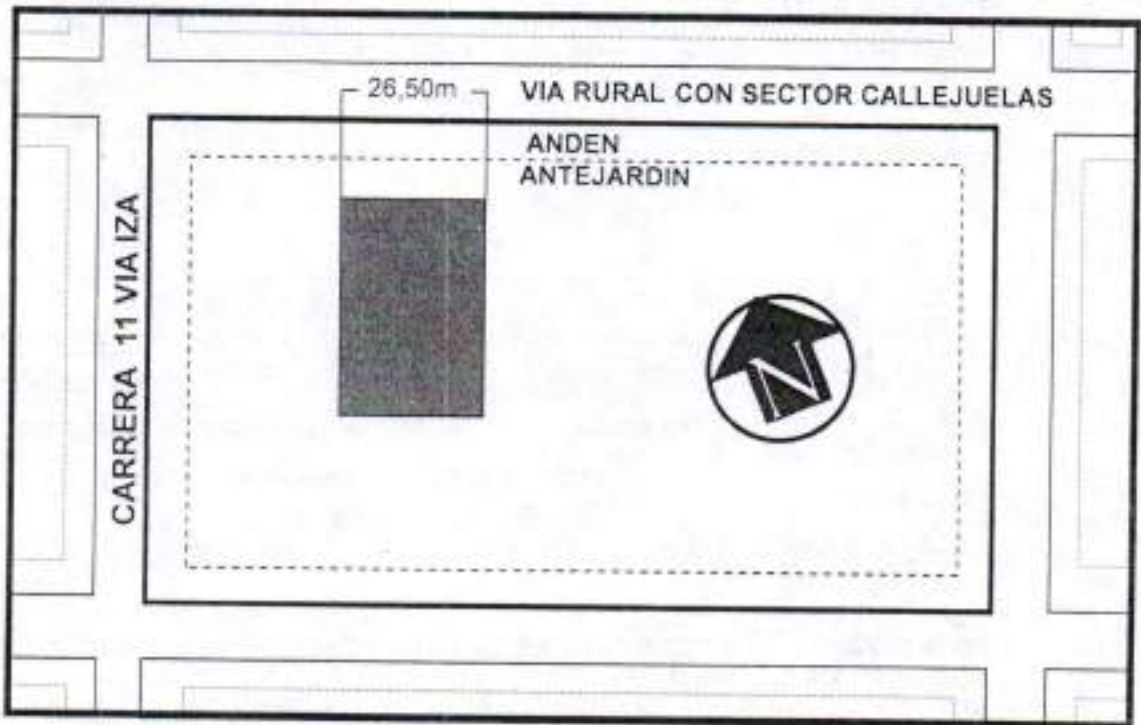 26,50m
VIA RURAL CON SECTOR CALLEJUELAS
ANDEN
ANTEJARDIN
CARRERA 11 VIA IZA
N